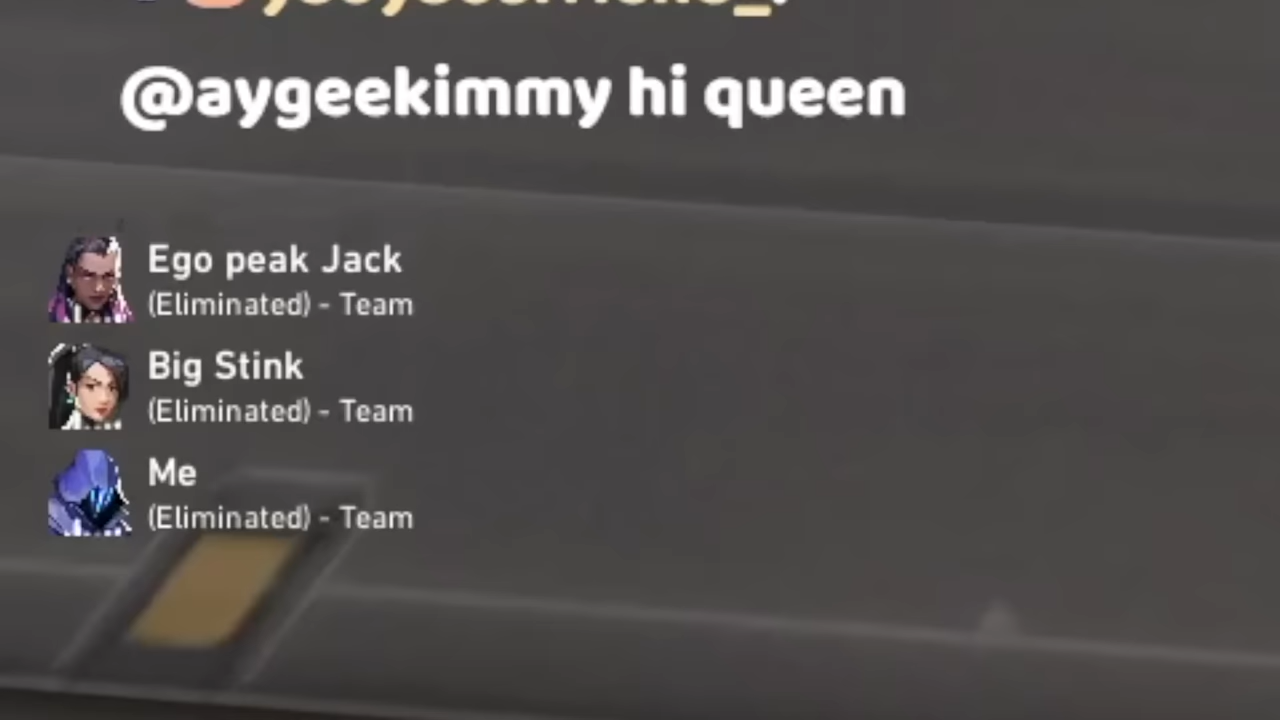 @aygeekimmy hi queen
Ego peak Jack
(Eliminated) - Team
Big Stink
(Eliminated) - Team
Me
(Eliminated) - Team